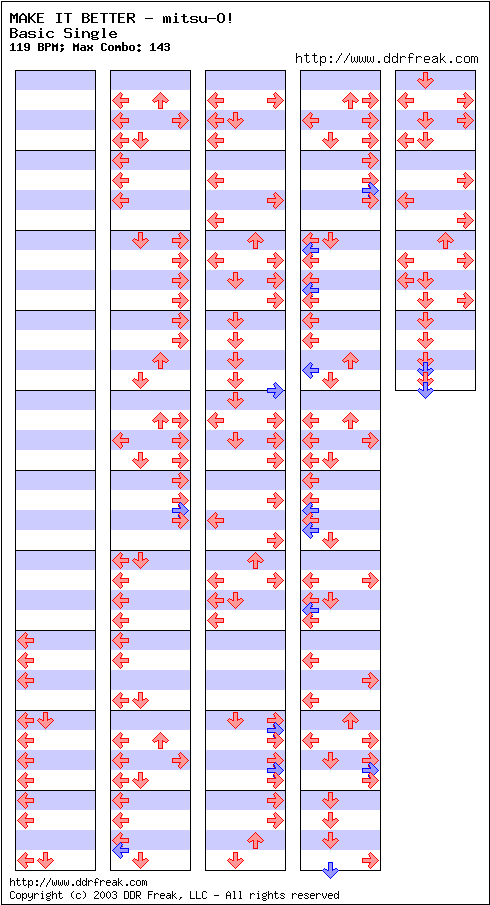 MAKE IT BETTER - mitsu-O!
Basic Single
119 BPM; Max Combo: 143
http://www.ddrfreak.com
http://www.ddrfreak.com
Copyright (c) 2003 DDR Freak, LLC - All rights reserved